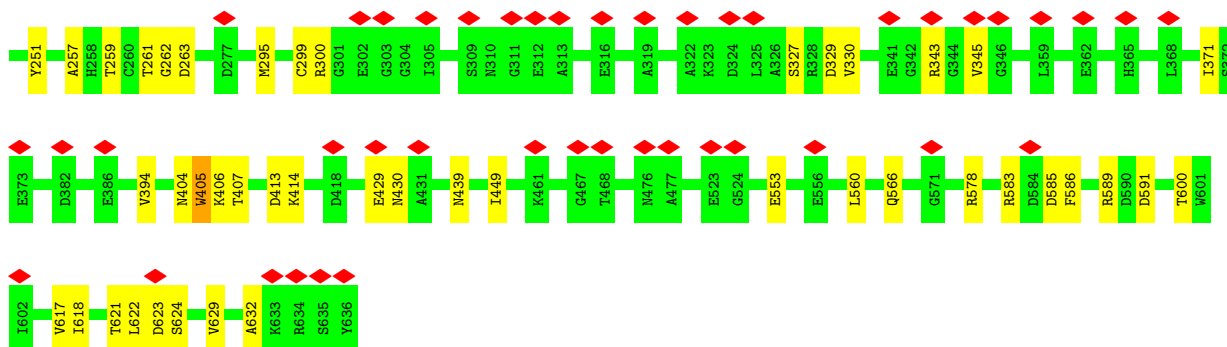 Y251 A257 H258 T259 C260 T261 G262 D263 D277 M295 C299 R300 G301 E302 G303 G304 I305 S309 N310 G311 E312 A313 E316 A319 A322 K323 D324 L325 A326 S327 R328 D329 V330 E341 G342 R343 G344 V345 G346 L359 E362 H365 L368 I371 S372
E373 D382 E386 V394 N404 W405 K406 T407 D413 K414 D418 E429 N430 A431 N439 I449 K461 G467 T468 N476 A477 E523 G524 E553 E556 L560 Q566 G571 R578 R583 D584 D585 F586 R589 D590 D591 T600 W601
I602 V617 I618 T621 L622 D623 S624 V629 A632 K633 R634 S635 Y636